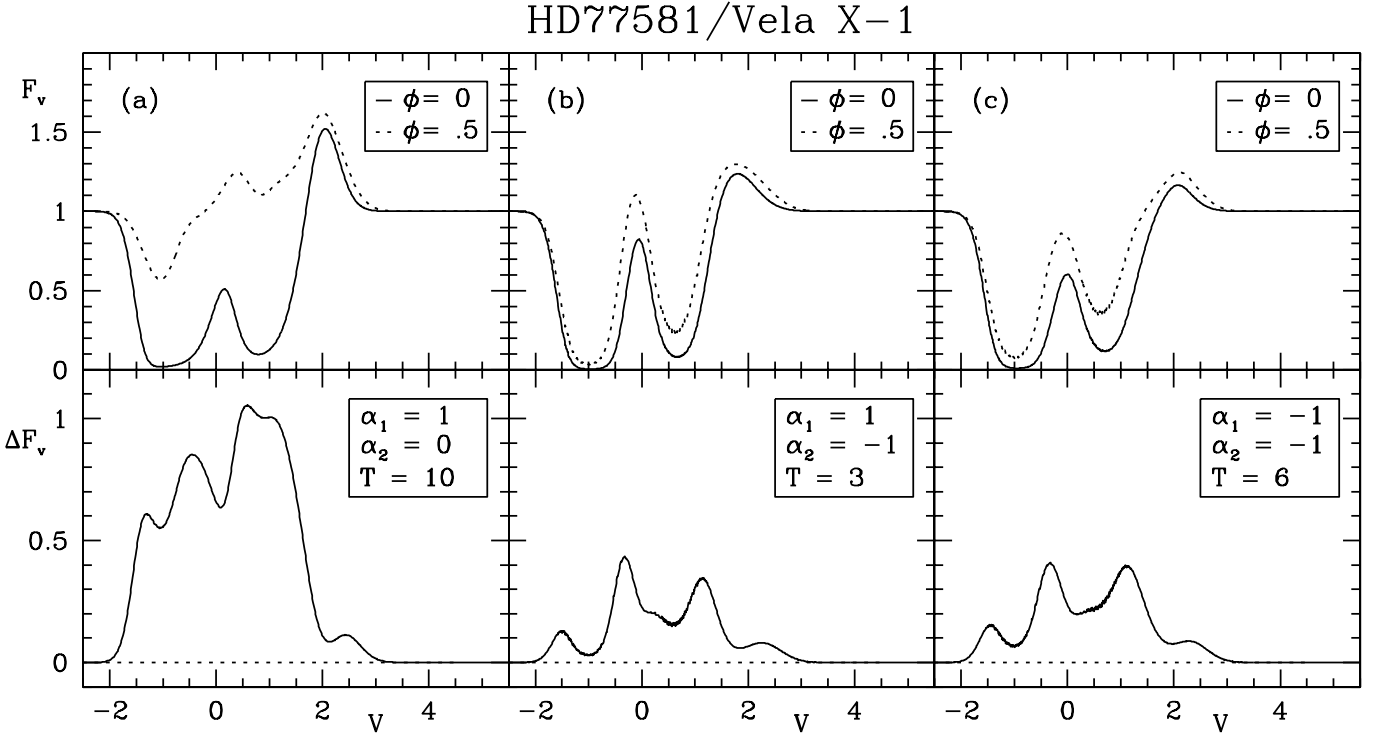 HD77581/Vela X−1
F_v
(a)
− ϕ= 0
··· ϕ= .5
(b)
− ϕ= 0
··· ϕ= .5
(c)
− ϕ= 0
··· ϕ= .5
1.5
1
0.5
0
ΔF_v
α_1 = 1
α_2 = 0
T = 10
α_1 = 1
α_2 = −1
T = 3
α_1 = −1
α_2 = −1
T = 6
1
0.5
0
−2 0 2 4 −2 0 2 4 −2 0 2 4
V V V